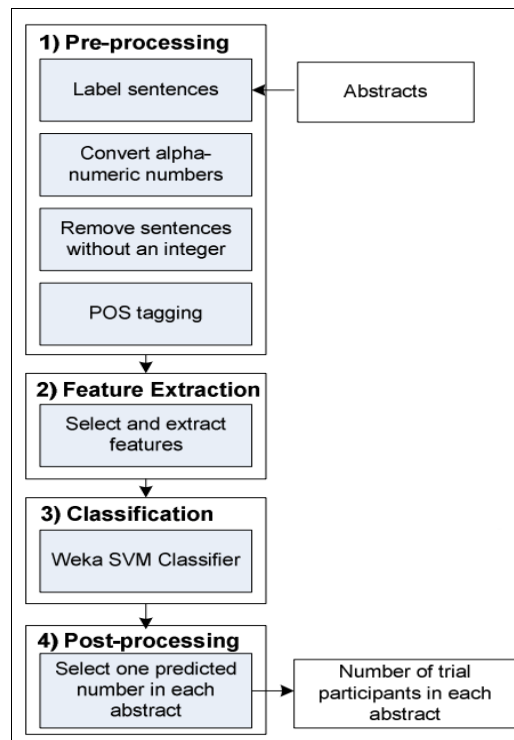 1) Pre-processing
Label sentences
Abstracts
Convert alpha-
numeric numbers
Remove sentences
without an integer
POS tagging
2) Feature Extraction
Select and extract
features
3) Classification
Weka SVM Classifier
4) Post-processing
Select one predicted
number in each
abstract
Number of trial
participants in each
abstract